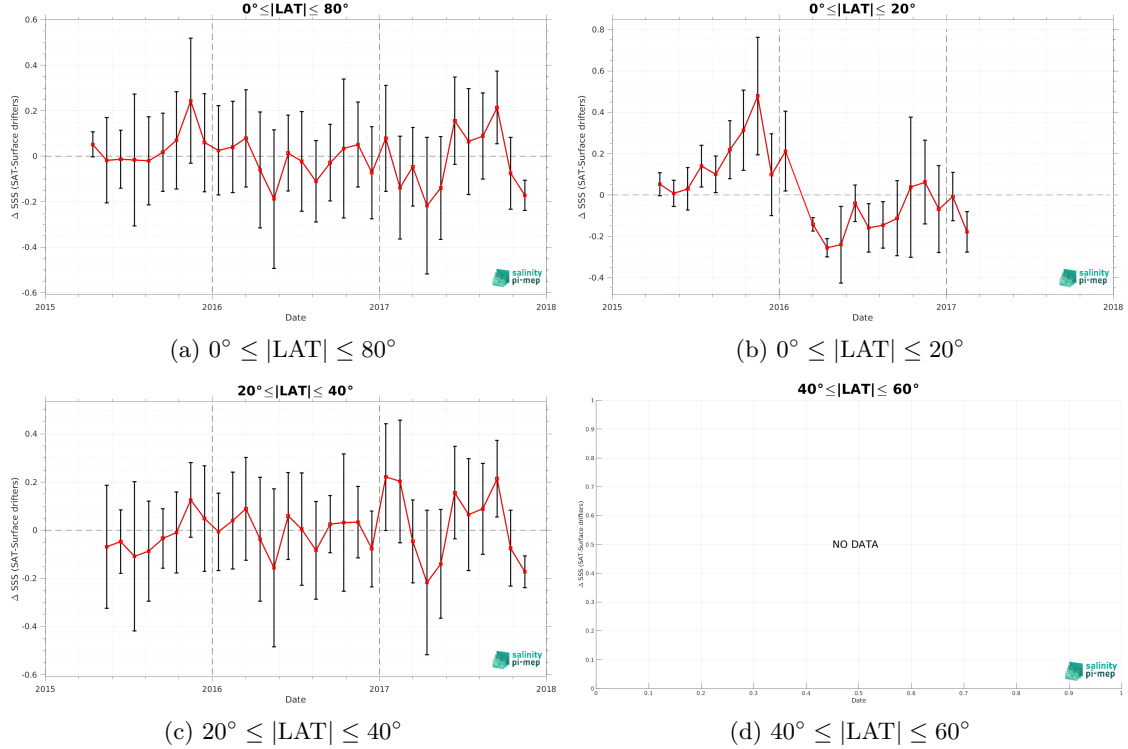 0°≤|LAT|≤ 80°
0.6
0.4
0.2
0
-0.2
-0.4
-0.6
Δ SSS (SAT-Surface drifters)
2015
2016
2017
2018
Date
salinity
pi-mep
(a) 0° ≤ |LAT| ≤ 80°
0°≤|LAT|≤ 20°
0.8
0.6
0.4
0.2
0
-0.2
-0.4
Δ SSS (SAT-Surface drifters)
2015
2016
2017
2018
Date
salinity
pi-mep
(b) 0° ≤ |LAT| ≤ 20°
20°≤|LAT|≤ 40°
0.4
0.2
0
-0.2
-0.4
-0.6
Δ SSS (SAT-Surface drifters)
2015
2016
2017
2018
Date
salinity
pi-mep
(c) 20° ≤ |LAT| ≤ 40°
40°≤|LAT|≤ 60°
1
0.9
0.8
0.7
0.6
0.5
0.4
0.3
0.2
0.1
0
Δ SSS (SAT-Surface drifters)
NO DATA
0 0.1 0.2 0.3 0.4 0.5 0.6 0.7 0.8 0.9 1
Date
salinity
pi-mep
(d) 40° ≤ |LAT| ≤ 60°